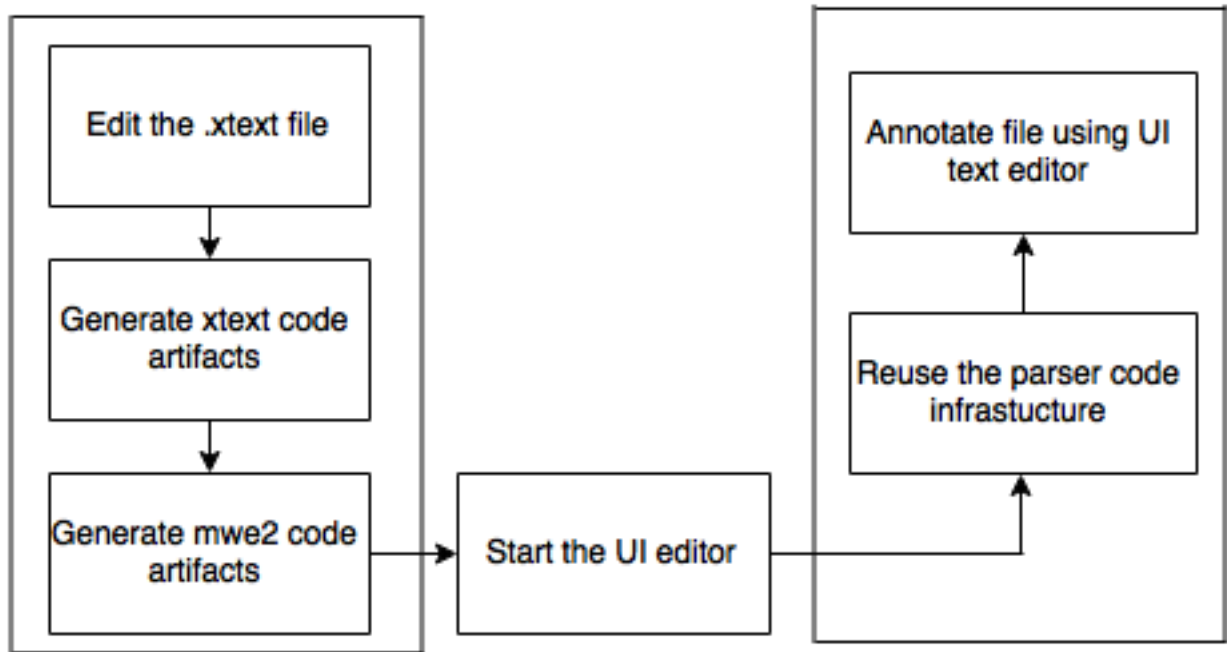 Edit the .xtext file
Generate xtext code
artifacts
Generate mwe2 code
artifacts
Start the UI editor
Reuse the parser code
infrastucture
Annotate file using UI
text editor